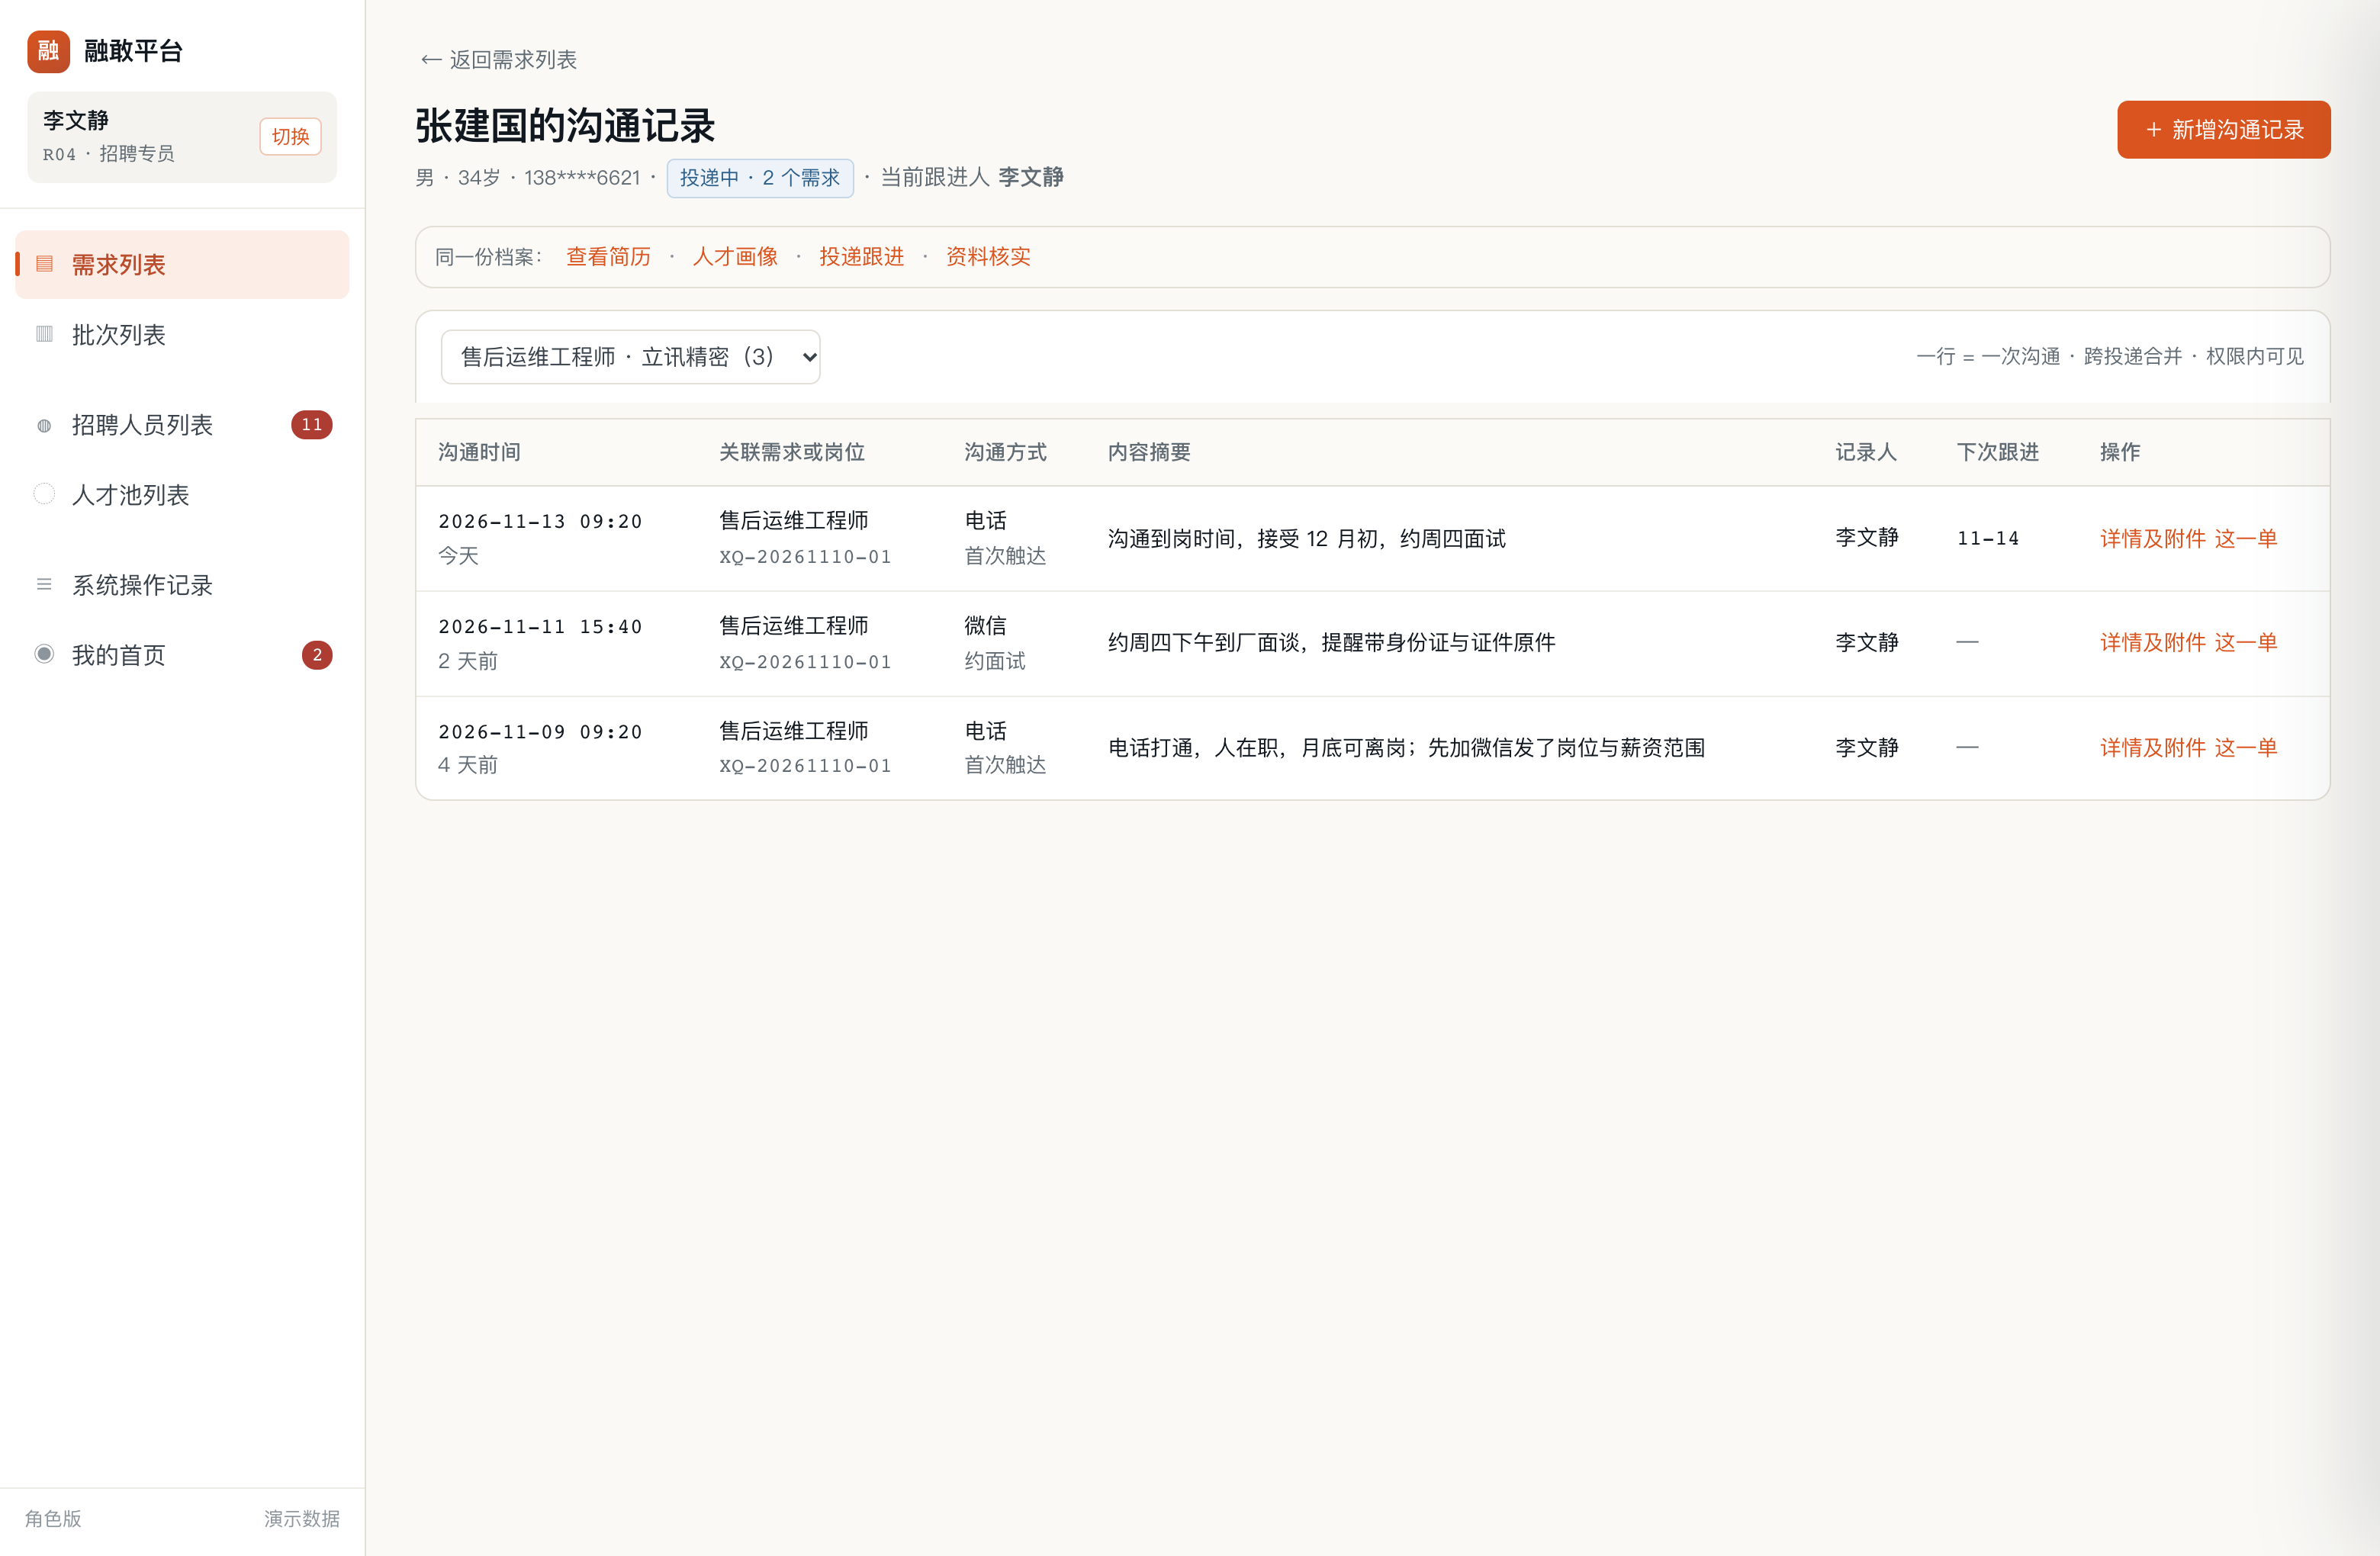 融 融敢平台
李文静
R04 · 招聘专员
切换
需求列表
批次列表
招聘人员列表 11
人才池列表
系统操作记录
我的首页 2
角色版 演示数据
← 返回需求列表
张建国的沟通记录
+ 新增沟通记录
男 · 34岁 · 138****6621 · 投递中 · 2 个需求 · 当前跟进人 李文静
同一份档案： 查看简历 · 人才画像 · 投递跟进 · 资料核实
售后运维工程师 · 立讯精密（3） 一行 = 一次沟通 · 跨投递合并 · 权限内可见
沟通时间 关联需求或岗位 沟通方式 内容摘要 记录人 下次跟进 操作
2026-11-13 09:20 售后运维工程师 电话 沟通到岗时间，接受 12 月初，约周四面试 李文静 11-14 详情及附件 这一单
今天 XQ-20261110-01 首次触达
2026-11-11 15:40 售后运维工程师 微信 约周四下午到厂面谈，提醒带身份证与证件原件 李文静 — 详情及附件 这一单
2 天前 XQ-20261110-01 约面试
2026-11-09 09:20 售后运维工程师 电话 电话打通，人在职，月底可离岗；先加微信发了岗位与薪资范围 李文静 — 详情及附件 这一单
4 天前 XQ-20261110-01 首次触达